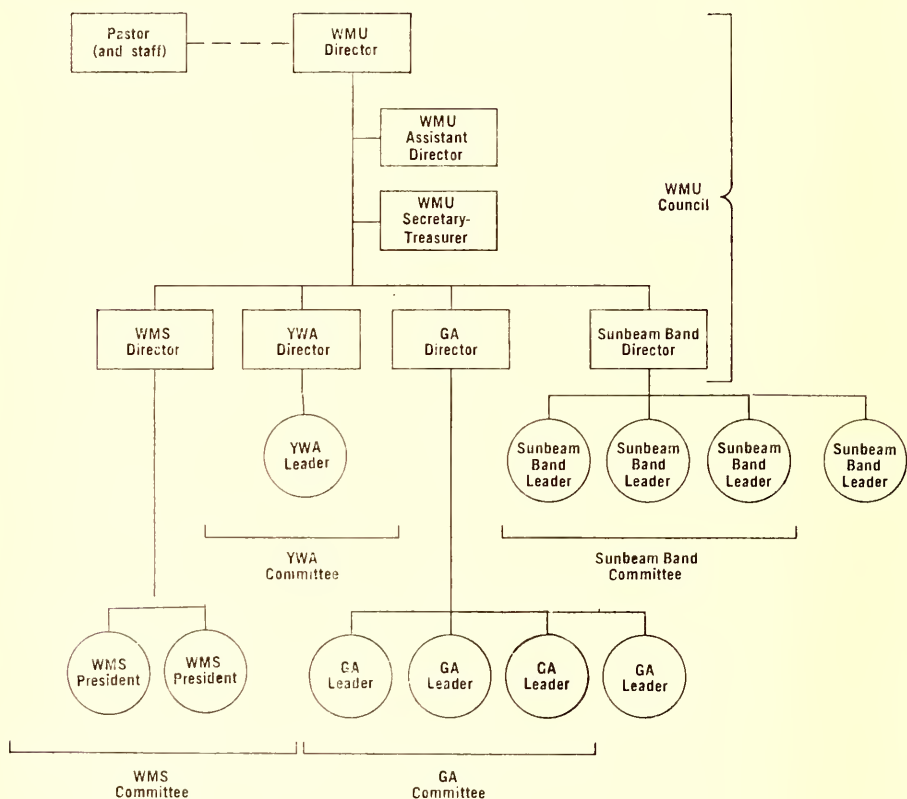 Pastor
(and staff)
WMU
Director
WMU
Assistant
Director
WMU
Secretary-
Treasurer
WMU
Council
WMS
Director
YWA
Director
GA
Director
Sunbeam Band
Director
YWA
Leader
Sunbeam
Band
Leader
Sunbeam
Band
Leader
Sunbeam
Band
Leader
Sunbeam
Band
Leader
YWA
Committee
Sunbeam Band
Committee
WMS
President
WMS
President
GA
Leader
GA
Leader
GA
Leader
GA
Leader
WMS
Committee
GA
Committee